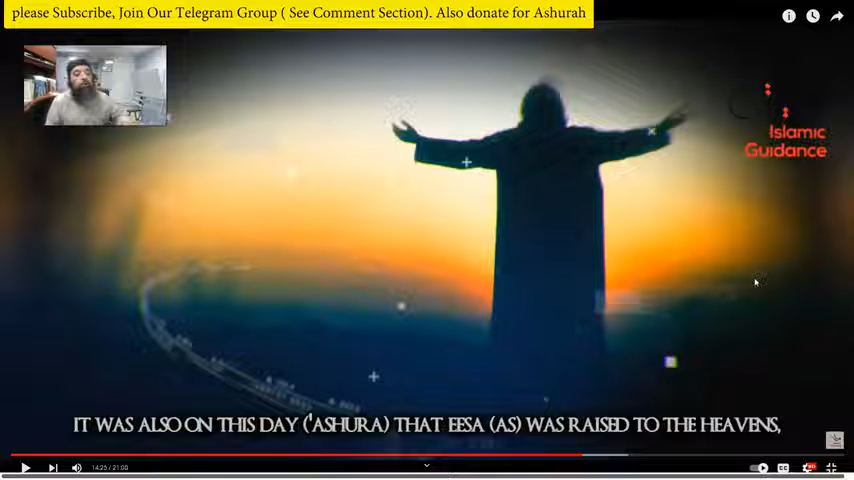 please Subscribe, Join Our Telegram Group ( See Comment Section). Also donate for Ashurah
Islamic
Guidance
IT WAS ALSO ON THIS DAY ('ASHURA) THAT EESA (AS) WAS RAISED TO THE HEAVENS,
14:25 / 21:00